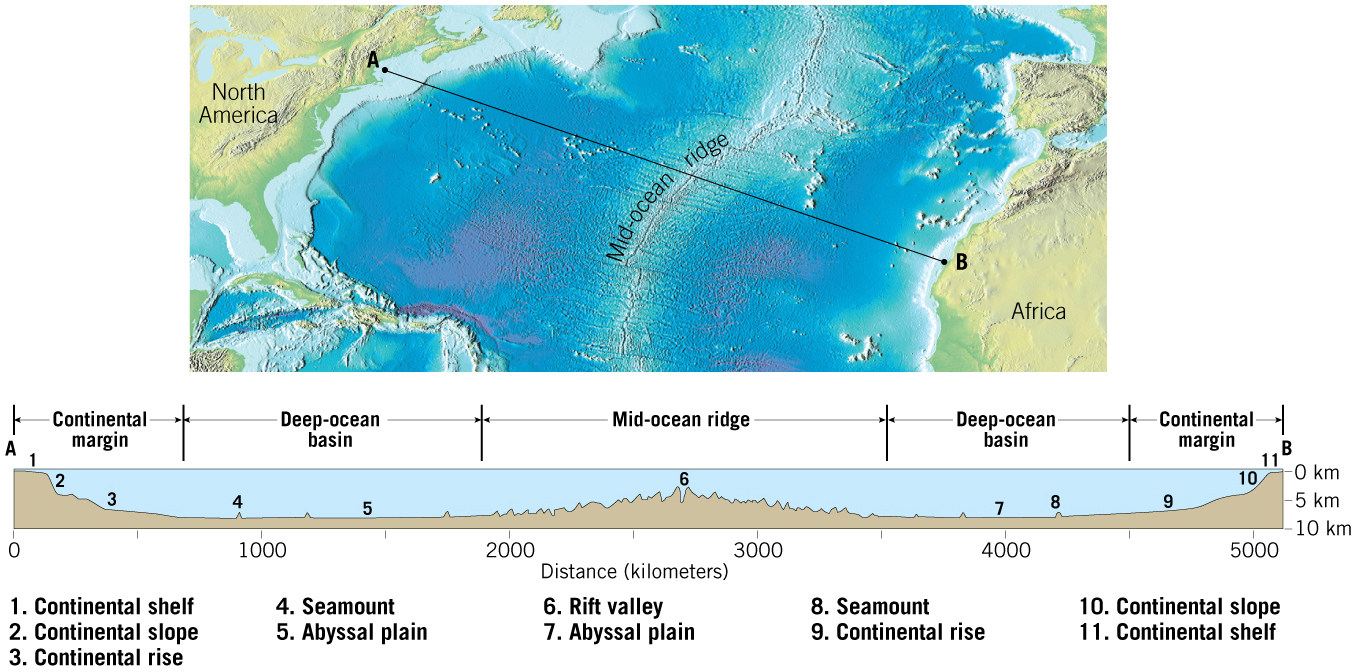 A
North
America
Mid-ocean ridge
B
Africa
Continental
margin
Deep-ocean
basin
Mid-ocean ridge
Deep-ocean
basin
Continental
margin
A
B
1
2
3
4
5
6
7
8
9
10
11
0 km
5 km
10 km
0 1000 2000 3000 4000 5000
Distance (kilometers)
1. Continental shelf
2. Continental slope
3. Continental rise
4. Seamount
5. Abyssal plain
6. Rift valley
7. Abyssal plain
8. Seamount
9. Continental rise
10. Continental slope
11. Continental shelf